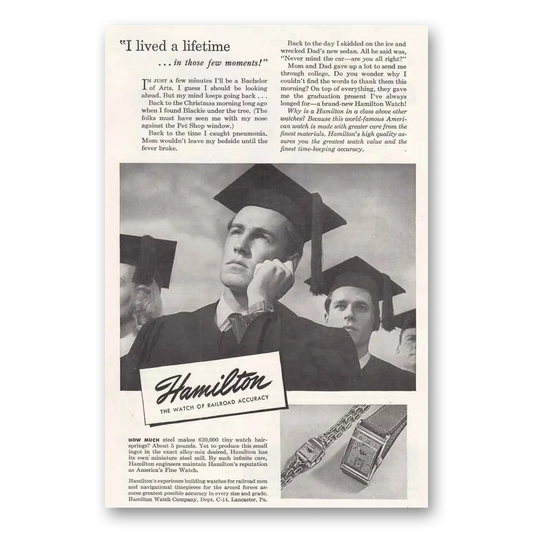 "I lived a lifetime
... in those few moments!"
IN JUST A few minutes I'll be a Bachelor
of Arts. I guess I should be looking
ahead. But my mind keeps going back . . .
Back to the Christmas morning long ago
when I found Blackie under the tree. (The
folks must have seen me with my nose
against the Pet Shop window.)
Back to the time I caught pneumonia.
Mom wouldn't leave my bedside until the
fever broke.
Back to the day I skidded on the ice and
wrecked Dad's new sedan. All he said was,
"Never mind the car—are you all right?"
Mom and Dad gave up a lot to send me
through college. Do you wonder why I
couldn't find the words to thank them this
morning? On top of everything, they gave
me the graduation present I've always
longed for—a brand-new Hamilton Watch!
Why is a Hamilton in a class above other
watches? Because this world-famous Ameri-
can watch is made with greater care from the
finest materials. Hamilton's high quality as-
sures you the greatest watch value and the
finest time-keeping accuracy.
Hamilton
THE WATCH OF RAILROAD ACCURACY
HOW MUCH steel makes 620,000 tiny watch hair-
springs? About 5 pounds. Yet to produce this small
ingot in the exact alloy-mix desired, Hamilton has
its own miniature steel mill. By such infinite care,
Hamilton engineers maintain Hamilton's reputation
as America's Fine Watch.
Hamilton's experience building watches for railroad men
and navigational timepieces for the armed forces as-
sures greatest possible accuracy in every size and grade.
Hamilton Watch Company, Dept. C-14, Lancaster, Pa.